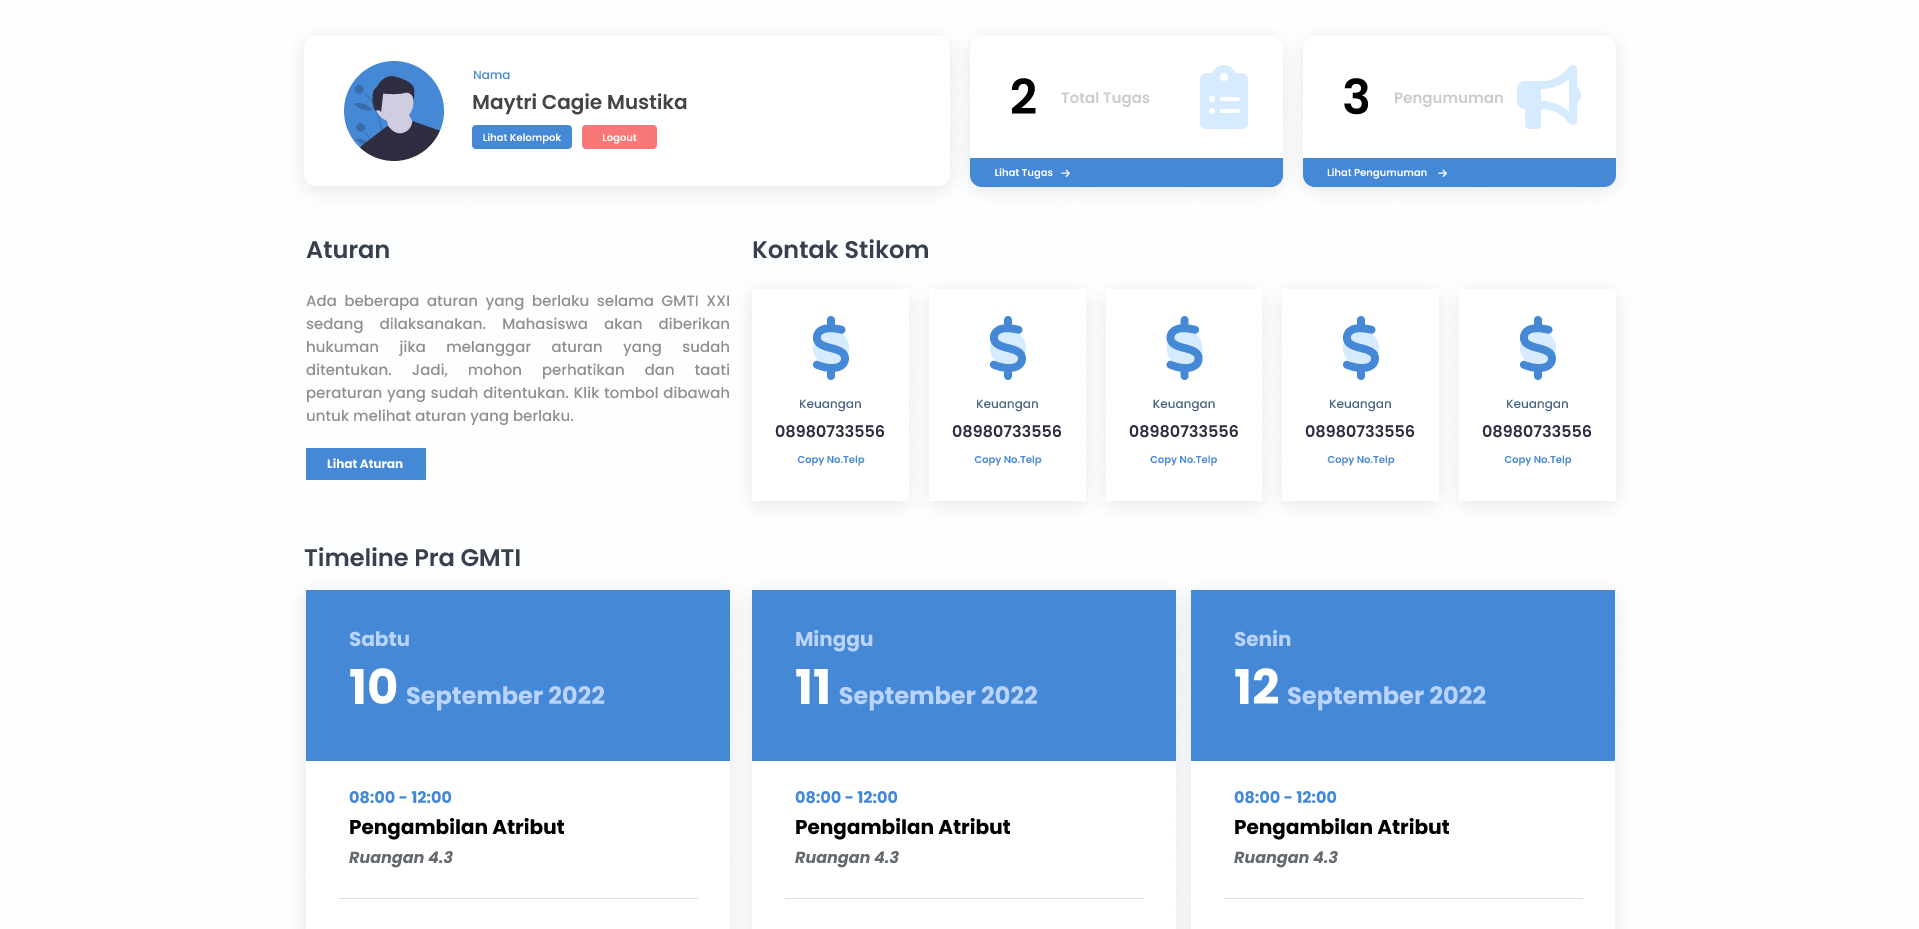 Nama
Maytri Cagie Mustika
Lihat Kelompok
Logout
2
Total Tugas
Lihat Tugas →
3
Pengumuman
Lihat Pengumuman →
Aturan
Ada beberapa aturan yang berlaku selama GMTI XXI
sedang dilaksanakan. Mahasiswa akan diberikan
hukuman jika melanggar aturan yang sudah
ditentukan. Jadi, mohon perhatikan dan taati
peraturan yang sudah ditentukan. Klik tombol dibawah
untuk melihat aturan yang berlaku.
Lihat Aturan
Kontak Stikom
Keuangan
08980733556
Copy No.Telp
Keuangan
08980733556
Copy No.Telp
Keuangan
08980733556
Copy No.Telp
Keuangan
08980733556
Copy No.Telp
Keuangan
08980733556
Copy No.Telp
Timeline Pra GMTI
Sabtu
10 September 2022
08:00 - 12:00
Pengambilan Atribut
Ruangan 4.3
Minggu
11 September 2022
08:00 - 12:00
Pengambilan Atribut
Ruangan 4.3
Senin
12 September 2022
08:00 - 12:00
Pengambilan Atribut
Ruangan 4.3